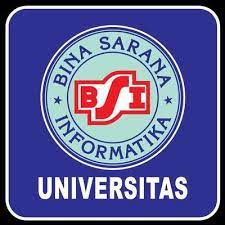 BINA SARANA
BSI
INFORMATIKA
UNIVERSITAS